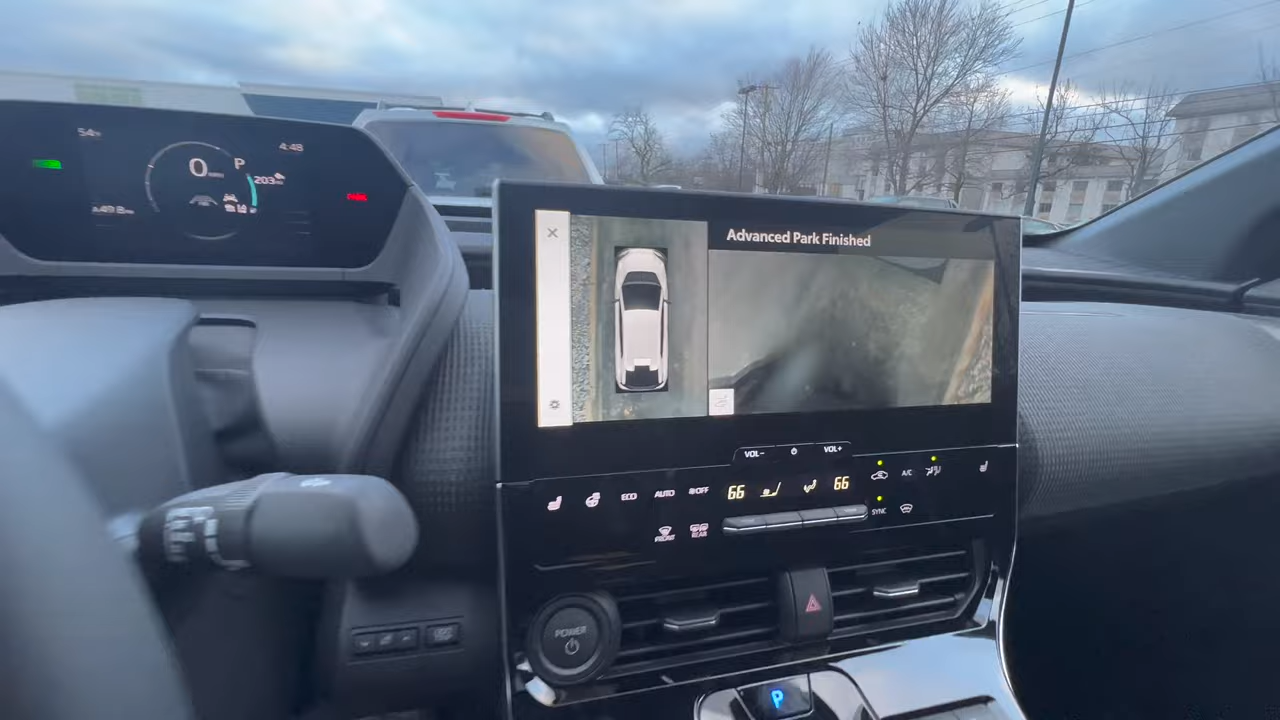 54°F
4:48
0
P
203
Advanced Park Finished
VOL-
VOL+
ECO
AUTO
OFF
66
66
A/C
SYNC
FRONT
REAR
POWER
P